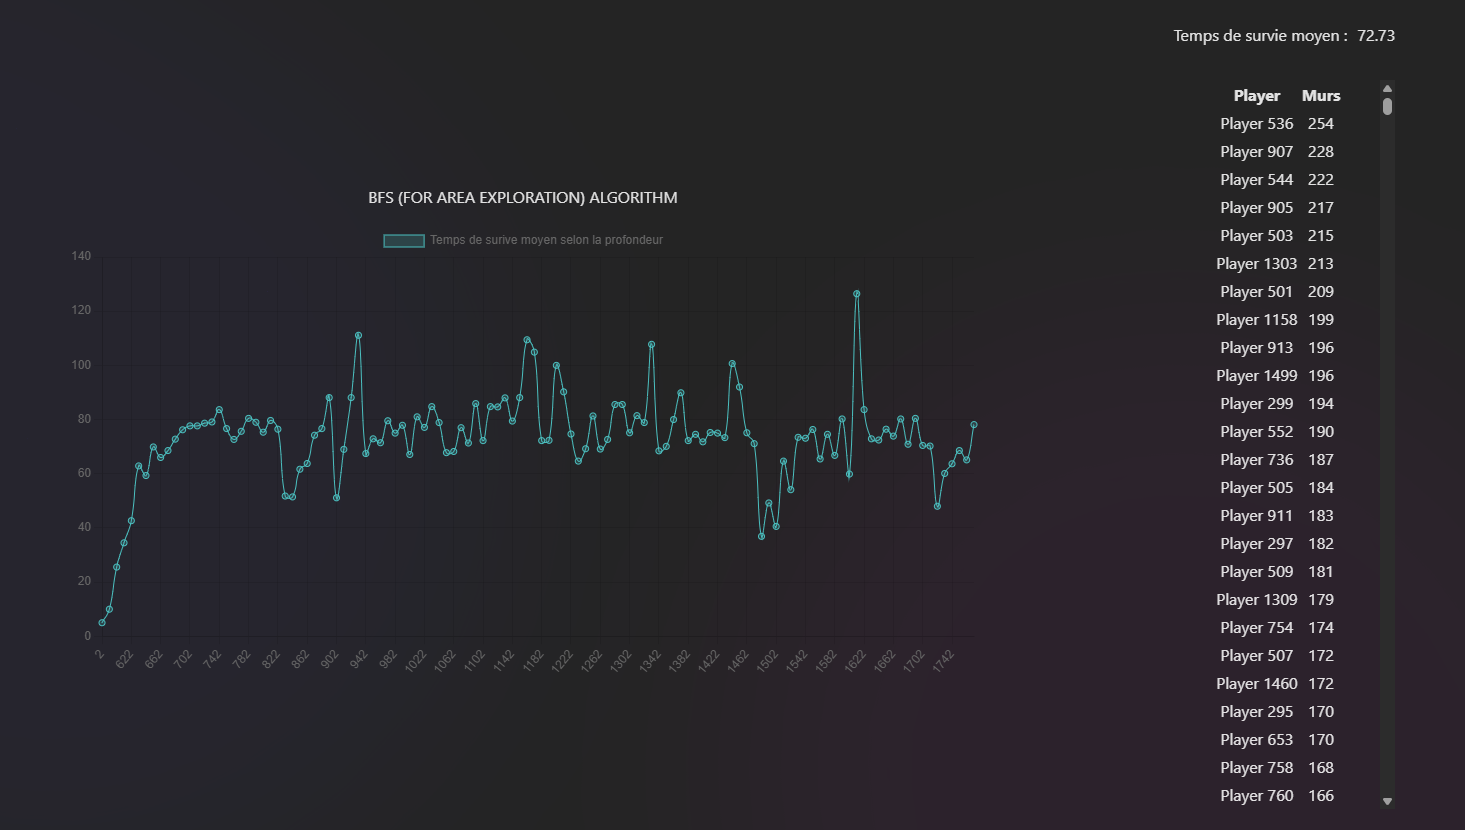 Temps de survie moyen : 72.73
Player Murs
Player 536 254
Player 907 228
Player 544 222
Player 905 217
Player 503 215
Player 1303 213
Player 501 209
Player 1158 199
Player 913 196
Player 1499 196
Player 299 194
Player 552 190
Player 736 187
Player 505 184
Player 911 183
Player 297 182
Player 509 181
Player 1309 179
Player 754 174
Player 507 172
Player 1460 172
Player 295 170
Player 653 170
Player 758 168
Player 760 166
BFS (FOR AREA EXPLORATION) ALGORITHM
Temps de surive moyen selon la profondeur
140
120
100
80
60
40
20
0
2 622 662 702 742 782 822 862 902 942 982 1022 1062 1102 1142 1182 1222 1262 1302 1342 1382 1422 1462 1502 1542 1582 1622 1662 1702 1742